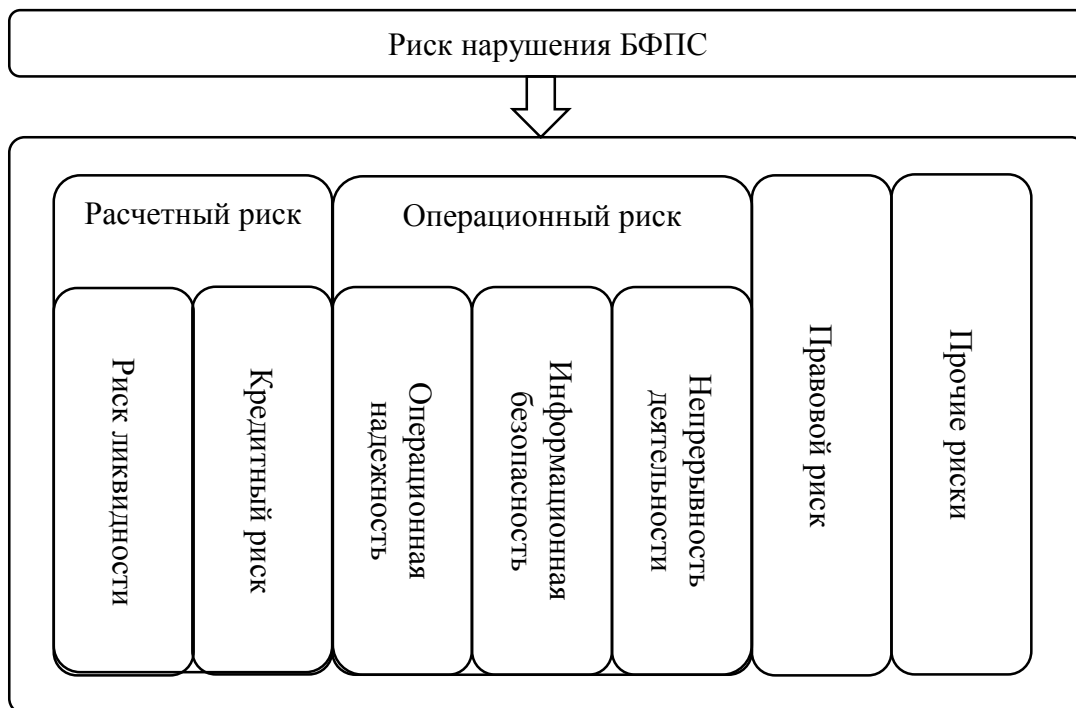 Риск нарушения БФПС
Расчетный риск
Операционный риск
Риск ликвидности
Кредитный риск
Операционная
надежность
Информационная
безопасность
Непрерывность
деятельности
Правовой риск
Прочие риски